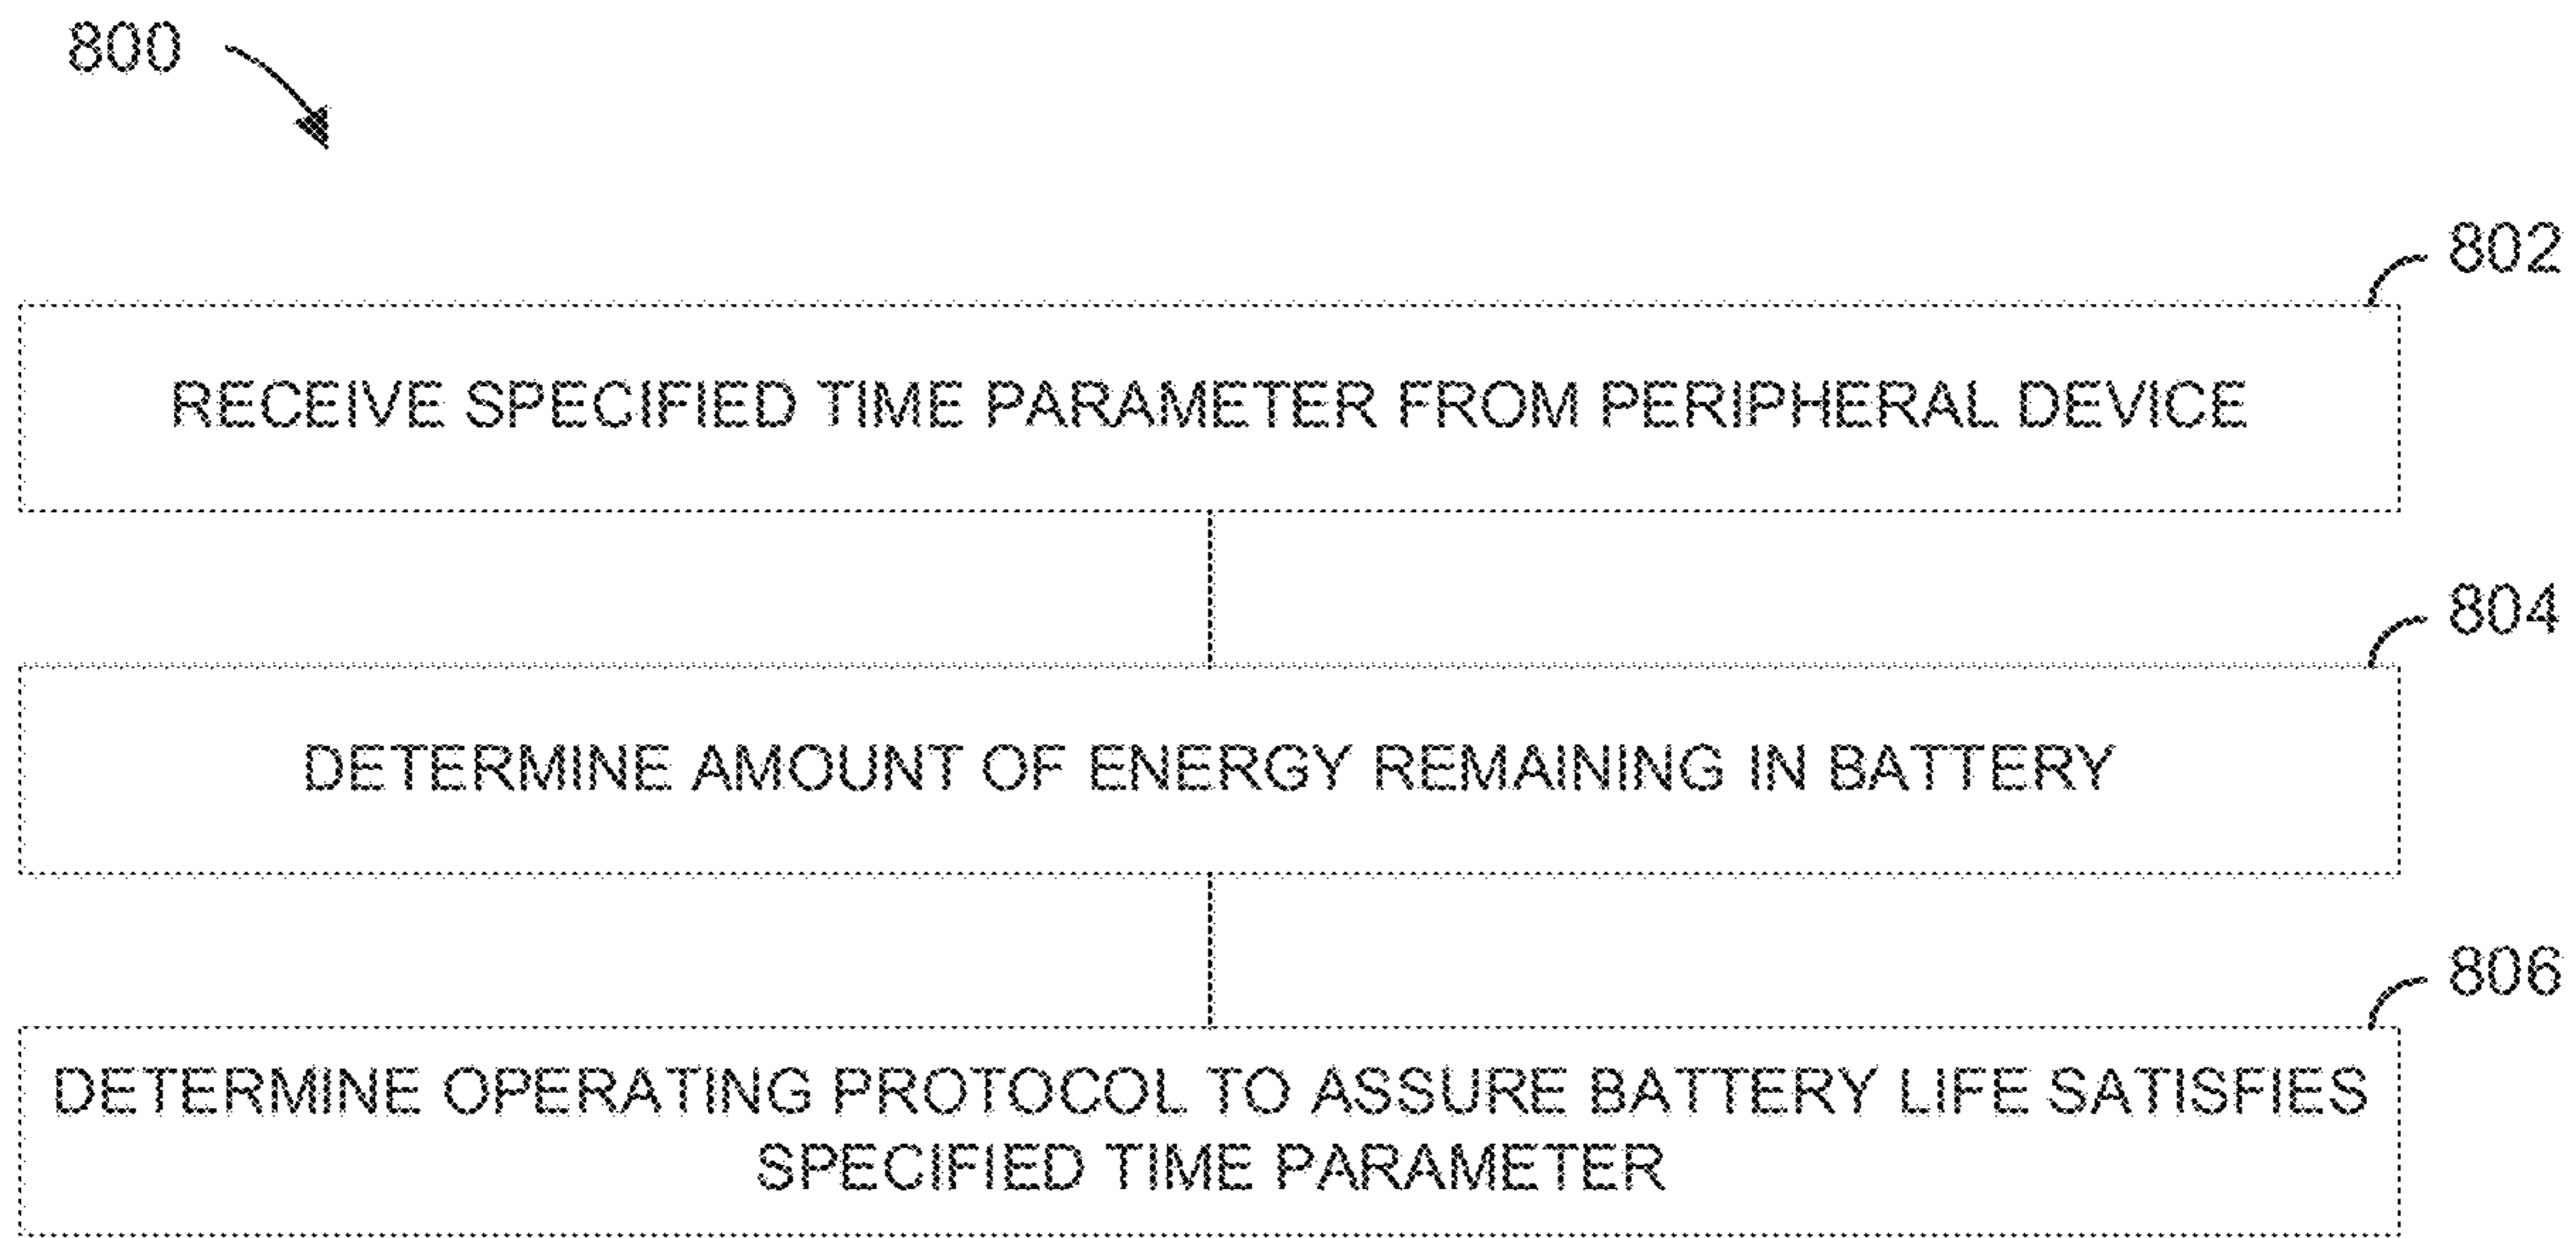 800
802
RECEIVE SPECIFIED TIME PARAMETER FROM PERIPHERAL DEVICE
804
DETERMINE AMOUNT OF ENERGY REMAINING IN BATTERY
806
DETERMINE OPERATING PROTOCOL TO ASSURE BATTERY LIFE SATISFIES
SPECIFIED TIME PARAMETER